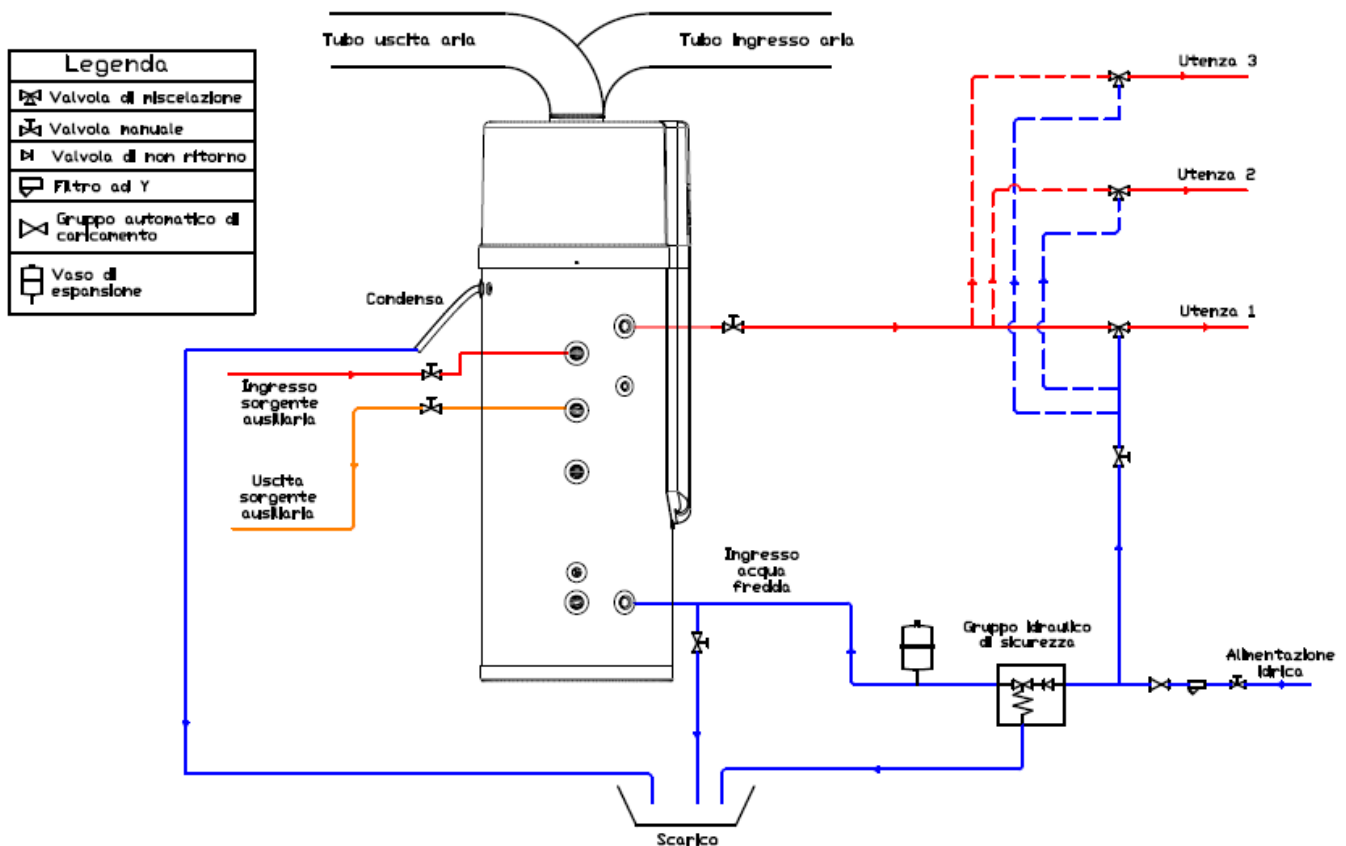 Tubo uscita aria
Tubo ingresso aria
Legenda
Valvola di miscelazione
Valvola manuale
Valvola di non ritorno
Filtro ad Y
Gruppo automatico di
caricamento
Vaso di
espansione
Utenza 3
Utenza 2
Utenza 1
Condensa
Ingresso
sorgente
ausiliaria
Uscita
sorgente
ausiliaria
Ingresso
acqua
fredda
Gruppo idraulico
di sicurezza
Alimentazione
idrica
Scarico